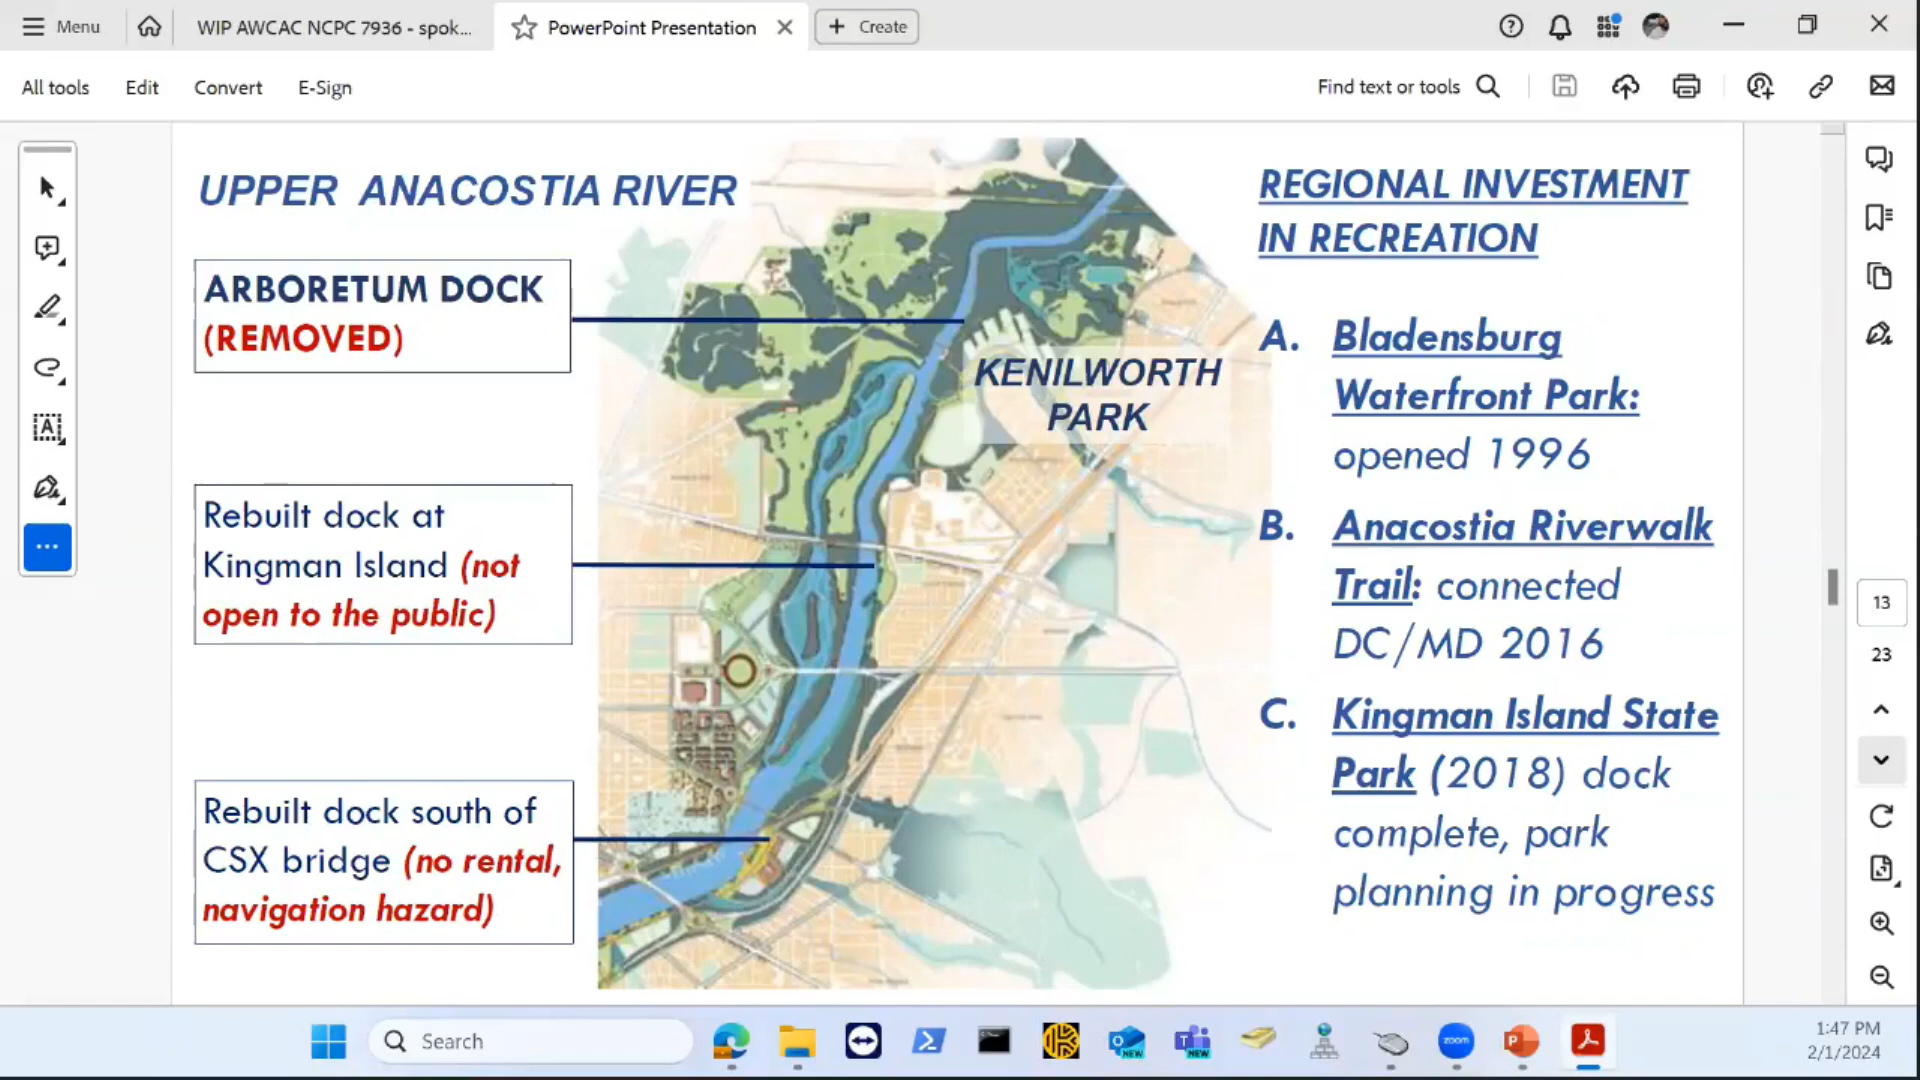 Menu
WIP AWCAC NCPC 7936 - spok...
PowerPoint Presentation
Create
All tools
Edit
Convert
E-Sign
Find text or tools
UPPER ANACOSTIA RIVER
ARBORETUM DOCK
(REMOVED)
Rebuilt dock at
Kingman Island (not
open to the public)
Rebuilt dock south of
CSX bridge (no rental,
navigation hazard)
KENILWORTH
PARK
REGIONAL INVESTMENT
IN RECREATION
A. Bladensburg
Waterfront Park:
opened 1996
B. Anacostia Riverwalk
Trail: connected
DC/MD 2016
C. Kingman Island State
Park (2018) dock
complete, park
planning in progress
13
23
Search
NEW
NEW
zoom
1:47 PM
2/1/2024